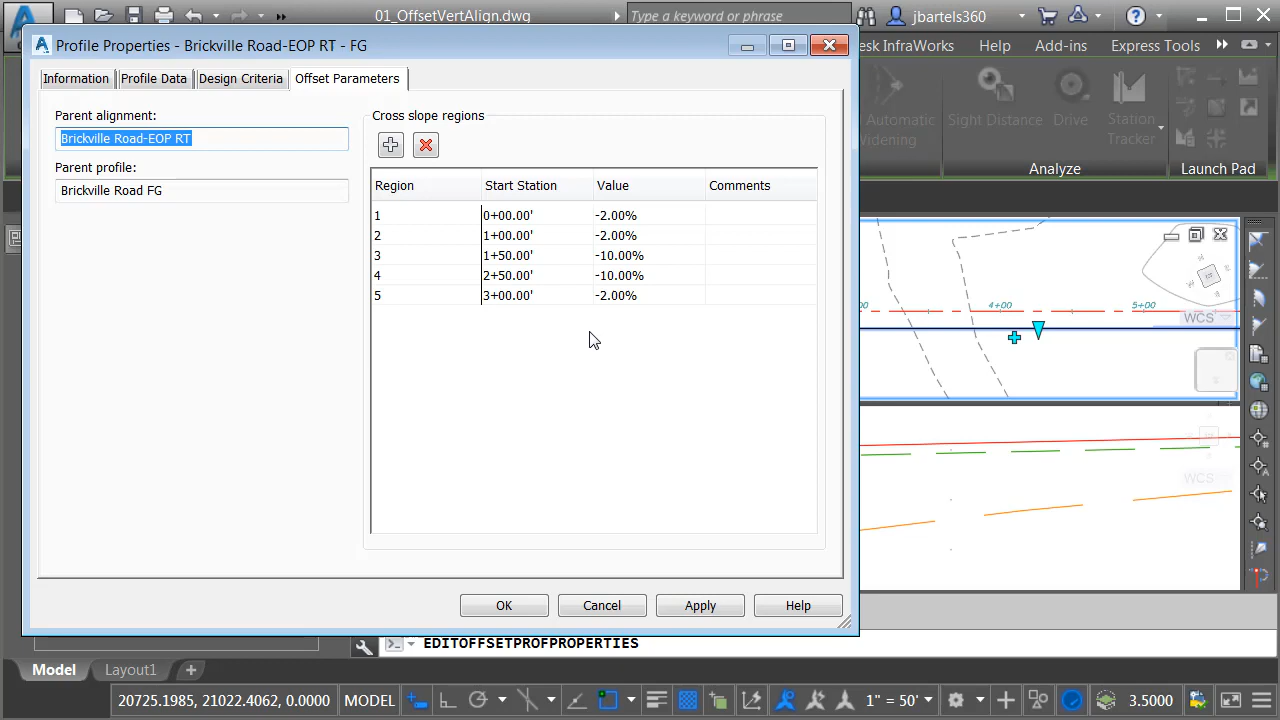 01_OffsetVertAlign.dwg
Type a keyword or phrase
jbartels360
Profile Properties - Brickville Road-EOP RT - FG
esk InfraWorks
Help
Add-ins
Express Tools
Information
Profile Data
Design Criteria
Offset Parameters
Parent alignment:
Brickville Road-EOP RT
Parent profile:
Brickville Road FG
Cross slope regions
Region Start Station Value Comments
1 0+00.00' -2.00%
2 1+00.00' -2.00%
3 1+50.00' -10.00%
4 2+50.00' -10.00%
5 3+00.00' -2.00%
OK
Cancel
Apply
Help
Automatic
Widening
Sight Distance
Drive
Station
Tracker
Analyze
Launch Pad
00
4+00
5+00
WCS
WCS
EDITOFFSETPROFPROPERTIES
Model
Layout1
20725.1985, 21022.4062, 0.0000
MODEL
1" = 50'
3.5000